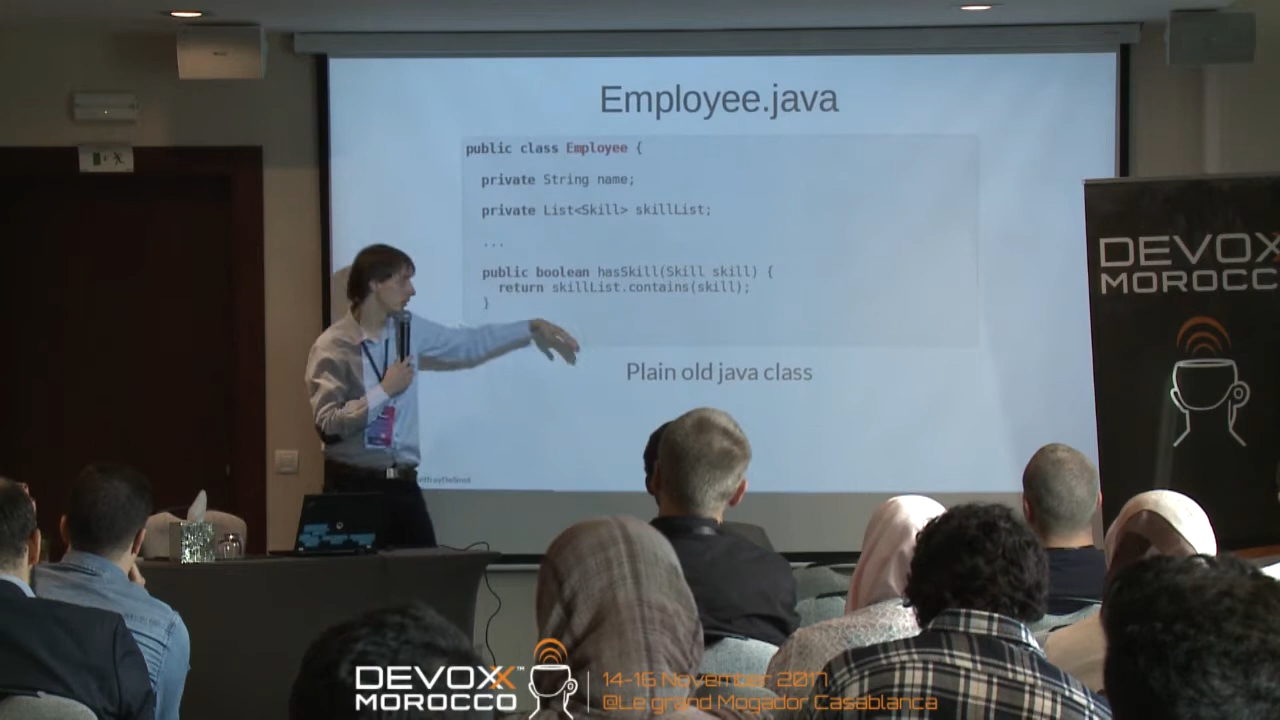 Employee.java
public class Employee {
private String name;
private List<Skill> skillList;
...
public boolean hasSkill(Skill skill) {
return skillList.contains(skill);
}
Plain old java class
DEVOXX
MOROCCO
DEVOXX™
MOROCCO
14-16 November 2017
@Le grand Mogador Casablanca